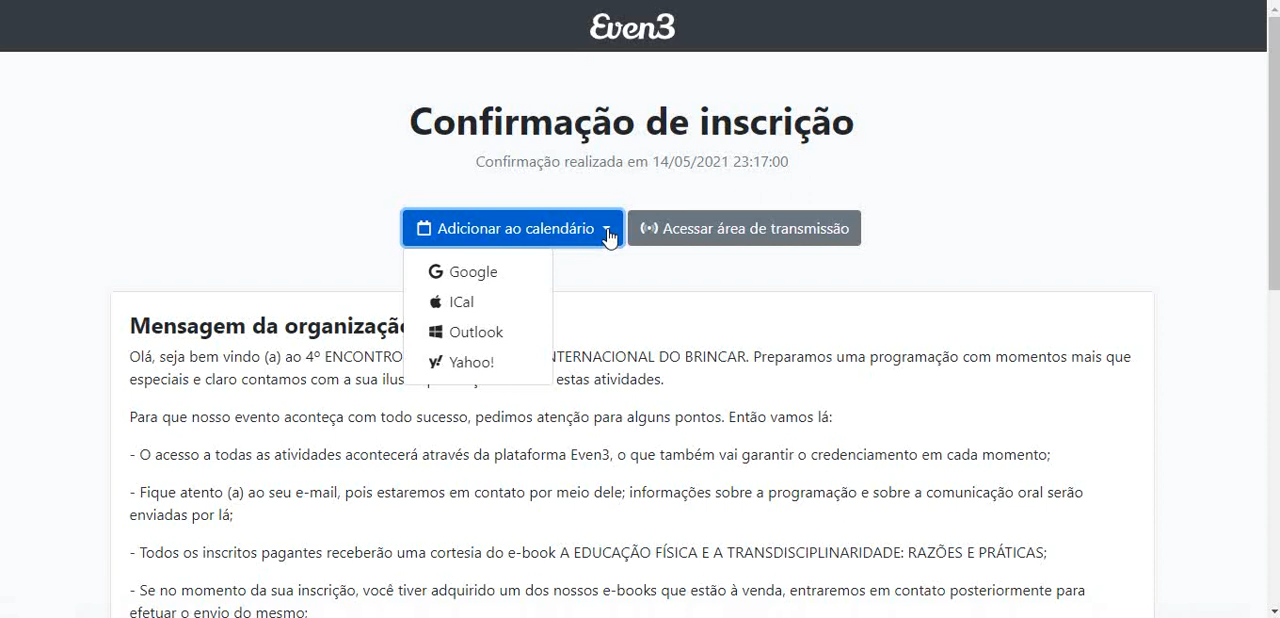 Even3
Confirmação de inscrição
Confirmação realizada em 14/05/2021 23:17:00
Adicionar ao calendário
Acessar área de transmissão
Google
ICal
Outlook
Yahoo!
Mensagem da organização
Olá, seja bem vindo (a) ao 4º ENCONTRO NTERNACIONAL DO BRINCAR. Preparamos uma programação com momentos mais que
especiais e claro contamos com a sua ilus estas atividades.
Para que nosso evento aconteça com todo sucesso, pedimos atenção para alguns pontos. Então vamos lá:
- O acesso a todas as atividades acontecerá através da plataforma Even3, o que também vai garantir o credenciamento em cada momento;
- Fique atento (a) ao seu e-mail, pois estaremos em contato por meio dele; informações sobre a programação e sobre a comunicação oral serão
enviadas por lá;
- Todos os inscritos pagantes receberão uma cortesia do e-book A EDUCAÇÃO FÍSICA E A TRANSDISCIPLINARIDADE: RAZÕES E PRÁTICAS;
- Se no momento da sua inscrição, você tiver adquirido um dos nossos e-books que estão à venda, entraremos em contato posteriormente para
efetuar o envio do mesmo;